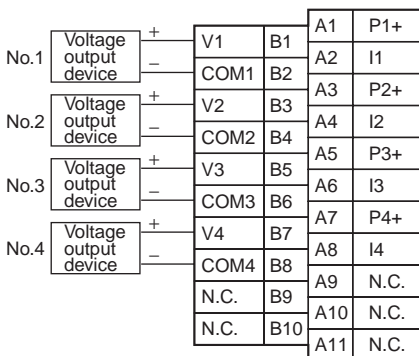 No.1 Voltage output device + −
No.2 Voltage output device + −
No.3 Voltage output device + −
No.4 Voltage output device + −
V1 B1
COM1 B2
V2 B3
COM2 B4
V3 B5
COM3 B6
V4 B7
COM4 B8
N.C. B9
N.C. B10
A1 P1+
A2 I1
A3 P2+
A4 I2
A5 P3+
A6 I3
A7 P4+
A8 I4
A9 N.C.
A10 N.C.
A11 N.C.